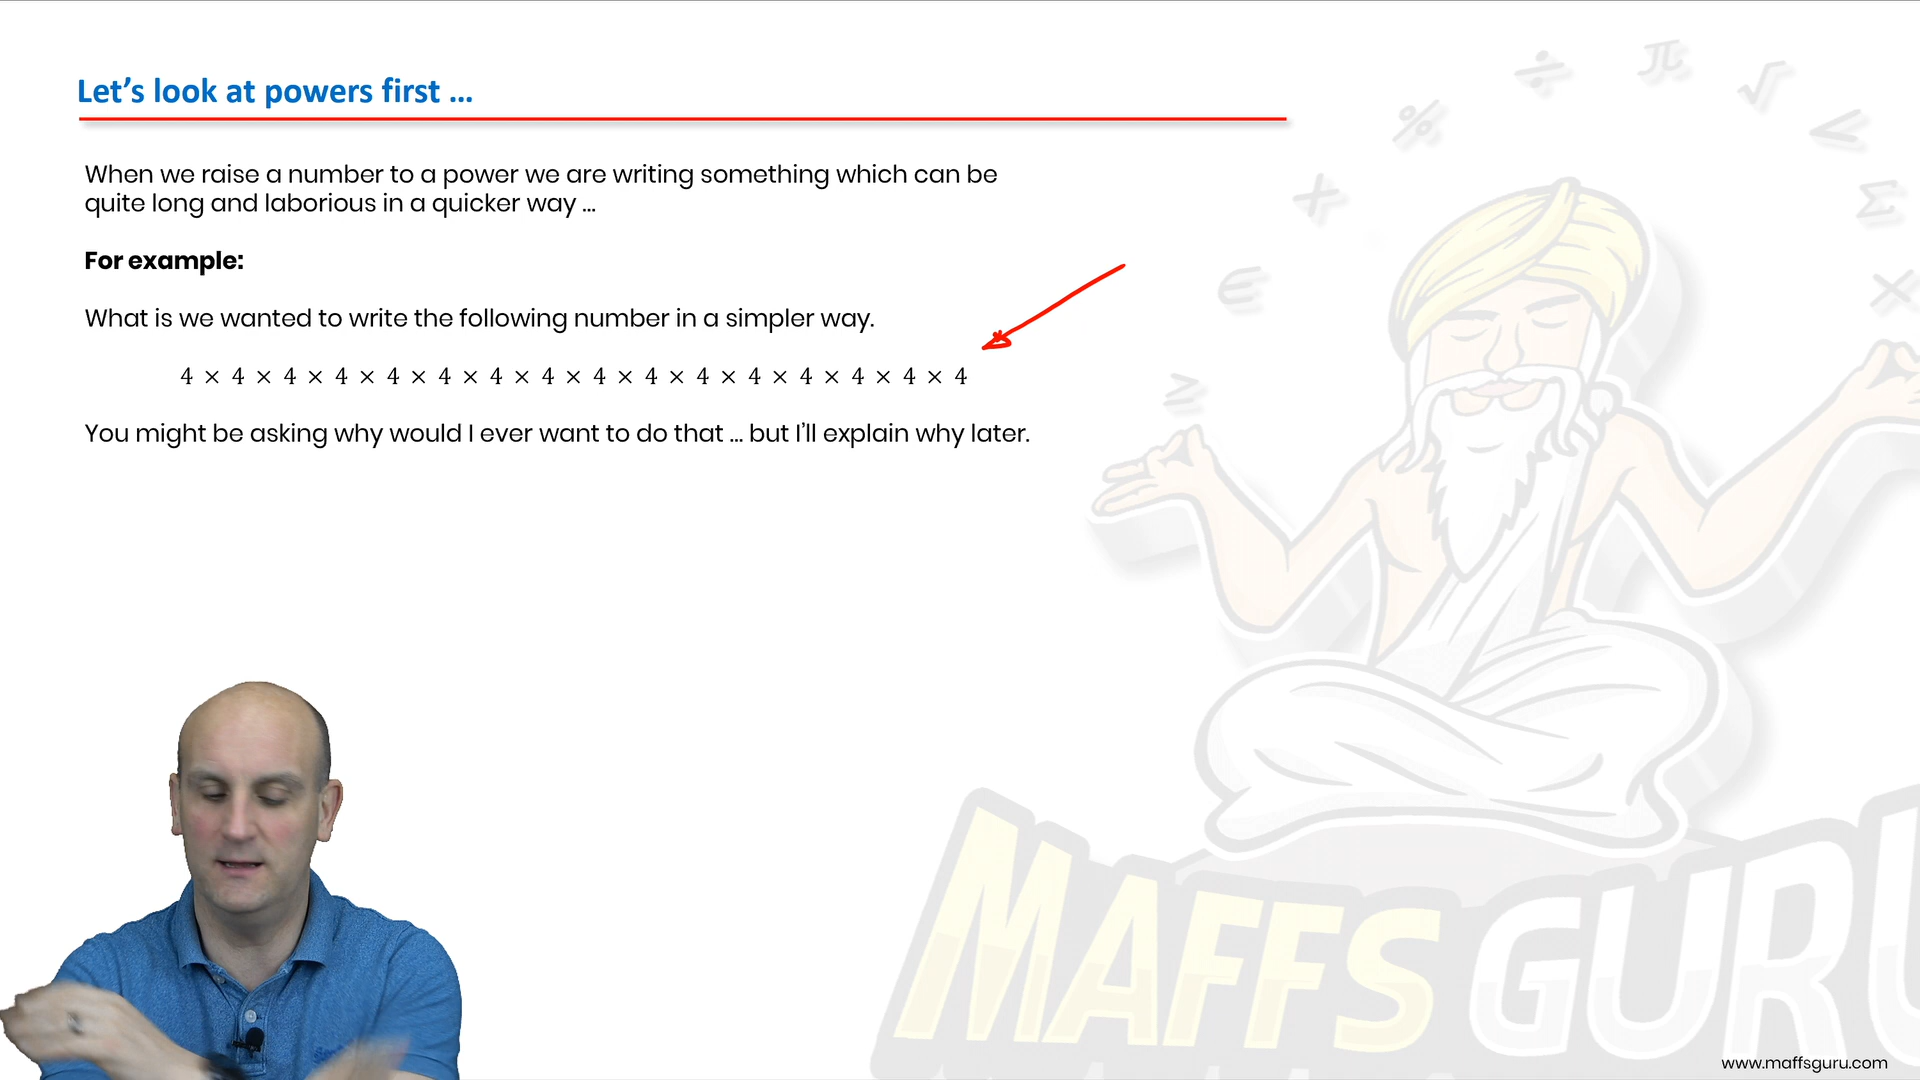 Let's look at powers first ...
When we raise a number to a power we are writing something which can be
quite long and laborious in a quicker way ...
For example:
What is we wanted to write the following number in a simpler way.
4 × 4 × 4 × 4 × 4 × 4 × 4 × 4 × 4 × 4 × 4 × 4 × 4 × 4 × 4 × 4
You might be asking why would I ever want to do that ... but I'll explain why later.
MAFFS GURU
www.maffsguru.com